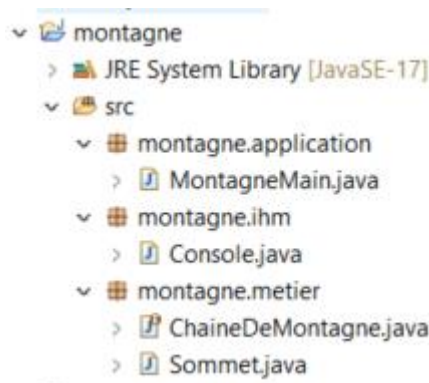 montagne
JRE System Library [JavaSE-17]
src
montagne.application
MontagneMain.java
montagne.ihm
Console.java
montagne.metier
ChaineDeMontagne.java
Sommet.java